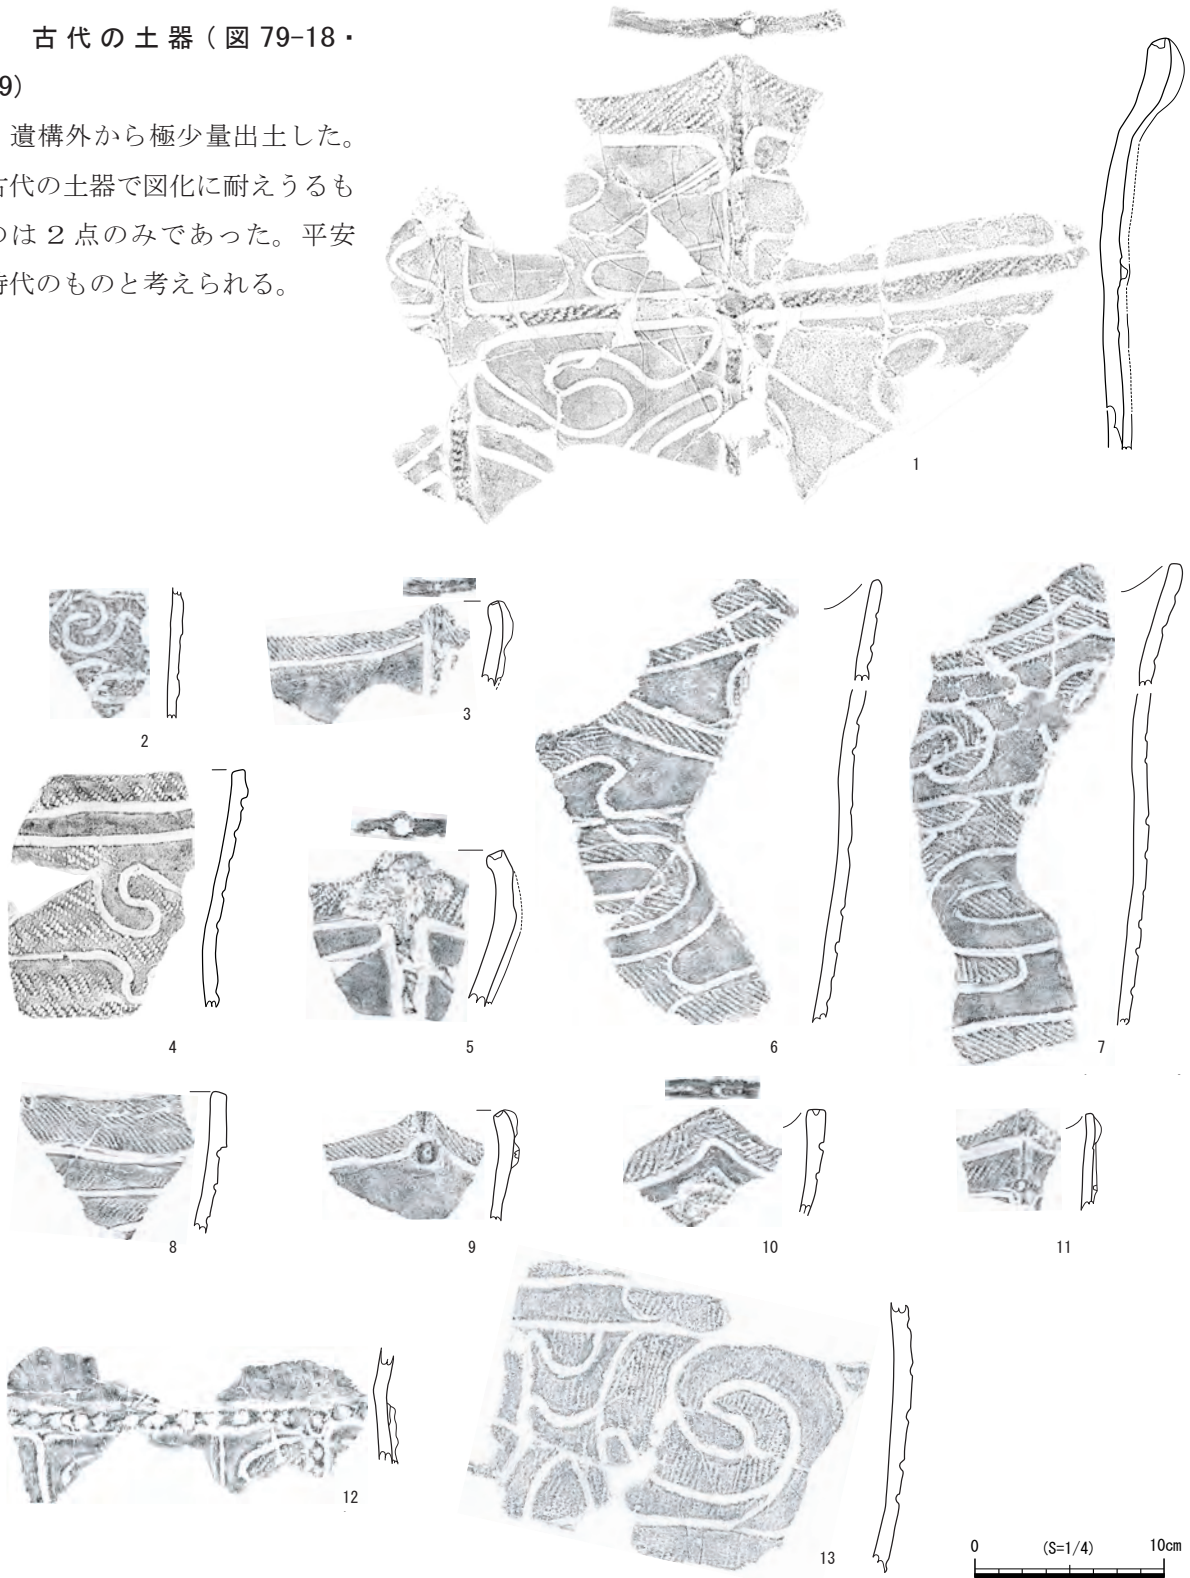 古代の土器(図 79-18・
9)
遺構外から極少量出土した。
古代の土器で図化に耐えうるも
のは 2 点のみであった。平安
時代のものと考えられる。
1
2
3
4
5
6
7
8
9
10
11
12
13
0 (S=1/4) 10cm